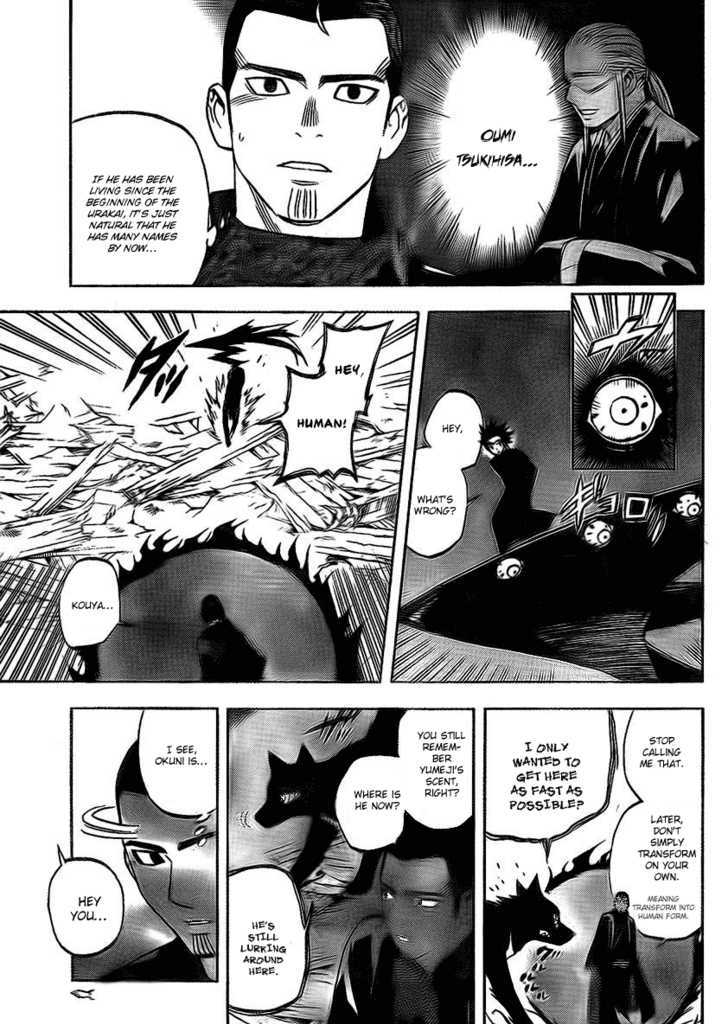 OUMI
TSUKIHISA...
IF HE HAS BEEN
LIVING SINCE THE
BEGINNING OF THE
URAKAI, IT'S JUST
NATURAL THAT HE
HAS MANY NAMES
BY NOW...
HEY,
WHAT'S
WRONG?
ギョロ
HEY,
HUMAN!
KOUYA...
STOP
CALLING
ME THAT.
LATER,
DON'T
SIMPLY
TRANSFORM
ON YOUR
OWN.
MEANING
TRANSFORM INTO
HUMAN FORM.
I ONLY
WANTED TO
GET HERE
AS FAST AS
POSSIBLE?
YOU STILL
REMEM-
BER
YUMEJI'S
SCENT,
RIGHT?
WHERE IS
HE NOW?
HE'S
STILL
LURKING
AROUND
HERE.
I SEE,
OKUNI IS...
HEY
YOU...